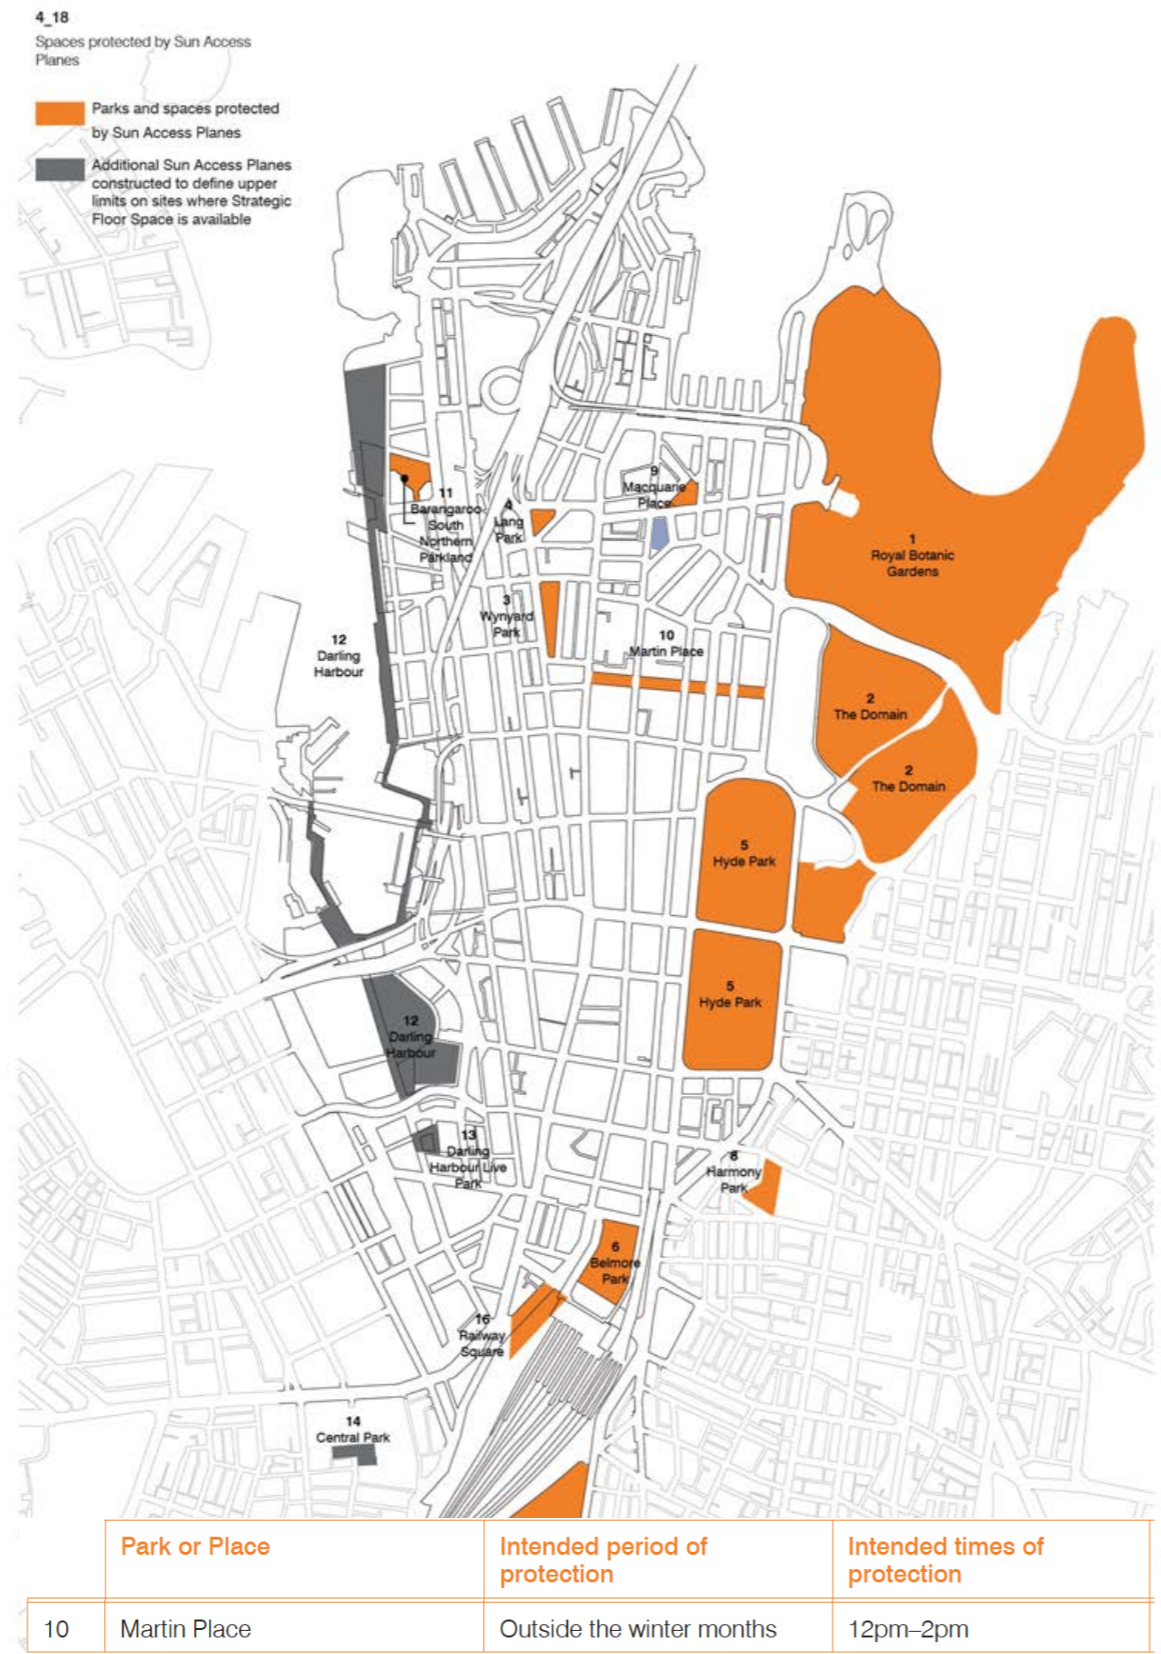 4_18
Spaces protected by Sun Access
Planes
Parks and spaces protected
by Sun Access Planes
Additional Sun Access Planes
constructed to define upper
limits on sites where Strategic
Floor Space is available
9
Macquarie
Place
11
Barangaroo
South
Northern
Parkland
4
Lang
Park
1
Royal Botanic
Gardens
3
Wynyard
Park
10
Martin Place
12
Darling
Harbour
2
The Domain
2
The Domain
5
Hyde Park
5
Hyde Park
12
Darling
Harbour
13
Darling
Harbour Live
Park
8
Harmony
Park
6
Belmore
Park
16
Railway
Square
14
Central Park
Park or Place
Intended period of
protection
Intended times of
protection
10 Martin Place Outside the winter months 12pm–2pm